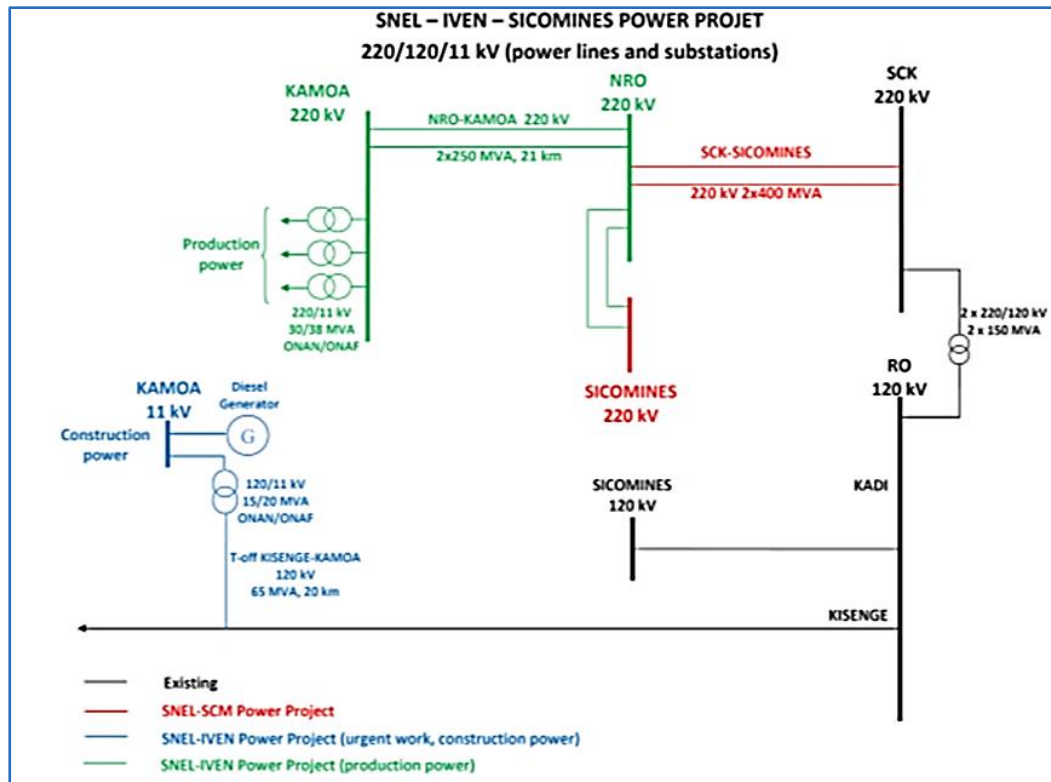 SNEL – IVEN – SICOMINES POWER PROJET
220/120/11 kV (power lines and substations)
KAMOA
220 kV
NRO
220 kV
SCK
220 kV
NRO-KAMOA 220 kV
2x250 MVA, 21 km
SCK-SICOMINES
220 kV 2x400 MVA
Production
power
220/11 kV
30/38 MVA
ONAN/ONAF
2 x 220/120 kV
2 x 150 MVA
RO
120 kV
SICOMINES
220 kV
KAMOA
11 kV
Diesel
Generator
G
Construction
power
120/11 kV
15/20 MVA
ONAN/ONAF
SICOMINES
120 kV
KADI
T-off KISENGE-KAMOA
120 kV
65 MVA, 20 km
KISENGE
Existing
SNEL-SCM Power Project
SNEL-IVEN Power Project (urgent work, construction power)
SNEL-IVEN Power Project (production power)